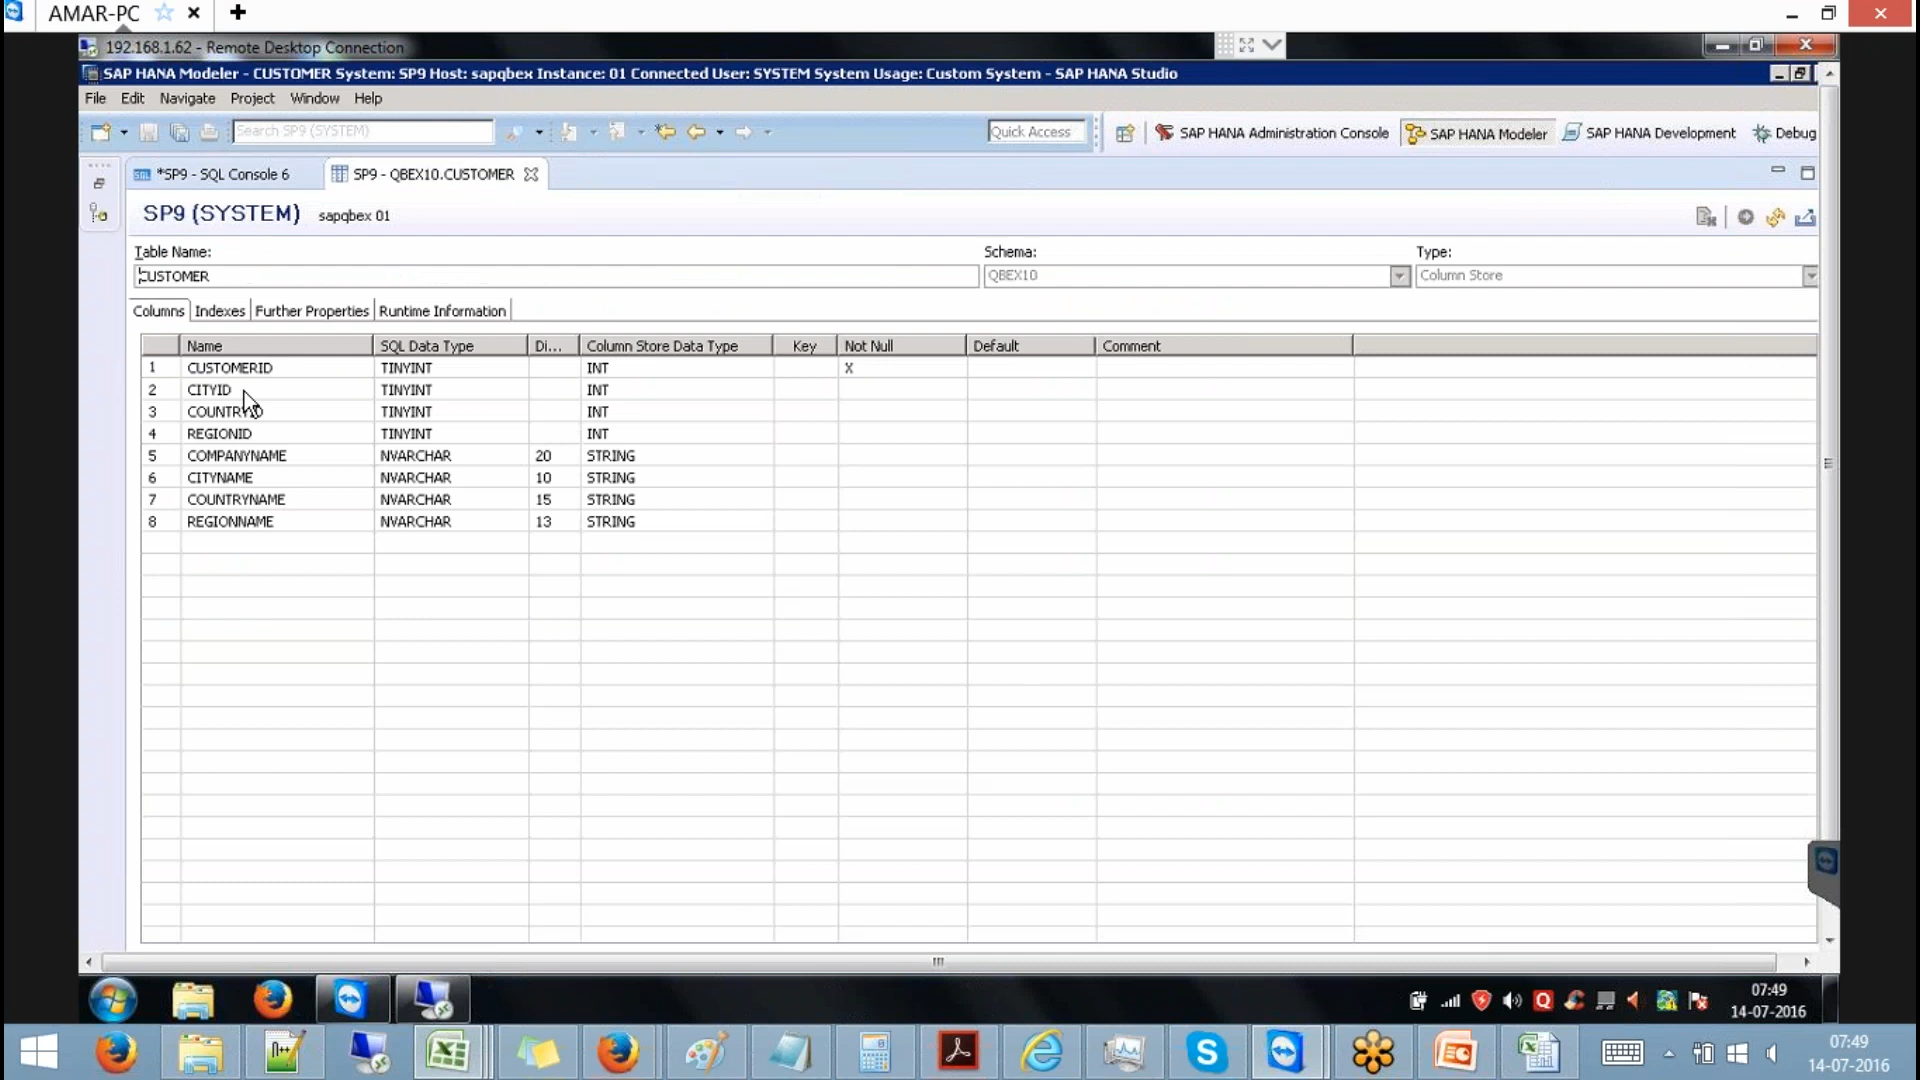 AMAR-PC
192.168.1.62 - Remote Desktop Connection
SAP HANA Modeler - CUSTOMER System: SP9 Host: sapqbex Instance: 01 Connected User: SYSTEM System Usage: Custom System - SAP HANA Studio
File Edit Navigate Project Window Help
Search SP9 (SYSTEM) Quick Access SAP HANA Administration Console SAP HANA Modeler SAP HANA Development Debug
*SP9 - SQL Console 6 SP9 - QBEX10.CUSTOMER
SP9 (SYSTEM) sapqbex 01
Table Name: Schema: Type:
CUSTOMER QBEX10 Column Store
Columns Indexes Further Properties Runtime Information
Name SQL Data Type Di... Column Store Data Type Key Not Null Default Comment
1 CUSTOMERID TINYINT INT X
2 CITYID TINYINT INT
3 COUNTRYID TINYINT INT
4 REGIONID TINYINT INT
5 COMPANYNAME NVARCHAR 20 STRING
6 CITYNAME NVARCHAR 10 STRING
7 COUNTRYNAME NVARCHAR 15 STRING
8 REGIONNAME NVARCHAR 13 STRING
07:49
14-07-2016
07:49
14-07-2016